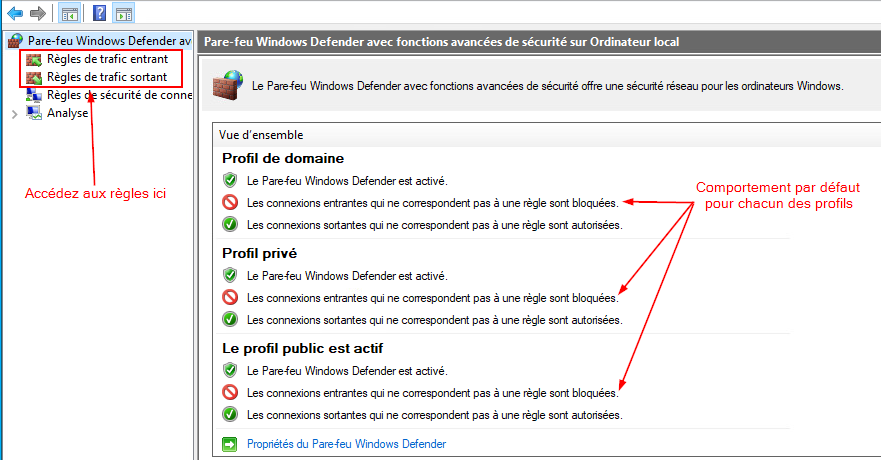 Pare-feu Windows Defender av
Règles de trafic entrant
Règles de trafic sortant
Règles de sécurité de conne
Analyse
Accédez aux règles ici
Pare-feu Windows Defender avec fonctions avancées de sécurité sur Ordinateur local
Le Pare-feu Windows Defender avec fonctions avancées de sécurité offre une sécurité réseau pour les ordinateurs Windows.
Vue d'ensemble
Profil de domaine
Le Pare-feu Windows Defender est activé.
Les connexions entrantes qui ne correspondent pas à une règle sont bloquées.
Les connexions sortantes qui ne correspondent pas à une règle sont autorisées.
Comportement par défaut
pour chacun des profils
Profil privé
Le Pare-feu Windows Defender est activé.
Les connexions entrantes qui ne correspondent pas à une règle sont bloquées.
Les connexions sortantes qui ne correspondent pas à une règle sont autorisées.
Le profil public est actif
Le Pare-feu Windows Defender est activé.
Les connexions entrantes qui ne correspondent pas à une règle sont bloquées.
Les connexions sortantes qui ne correspondent pas à une règle sont autorisées.
Propriétés du Pare-feu Windows Defender